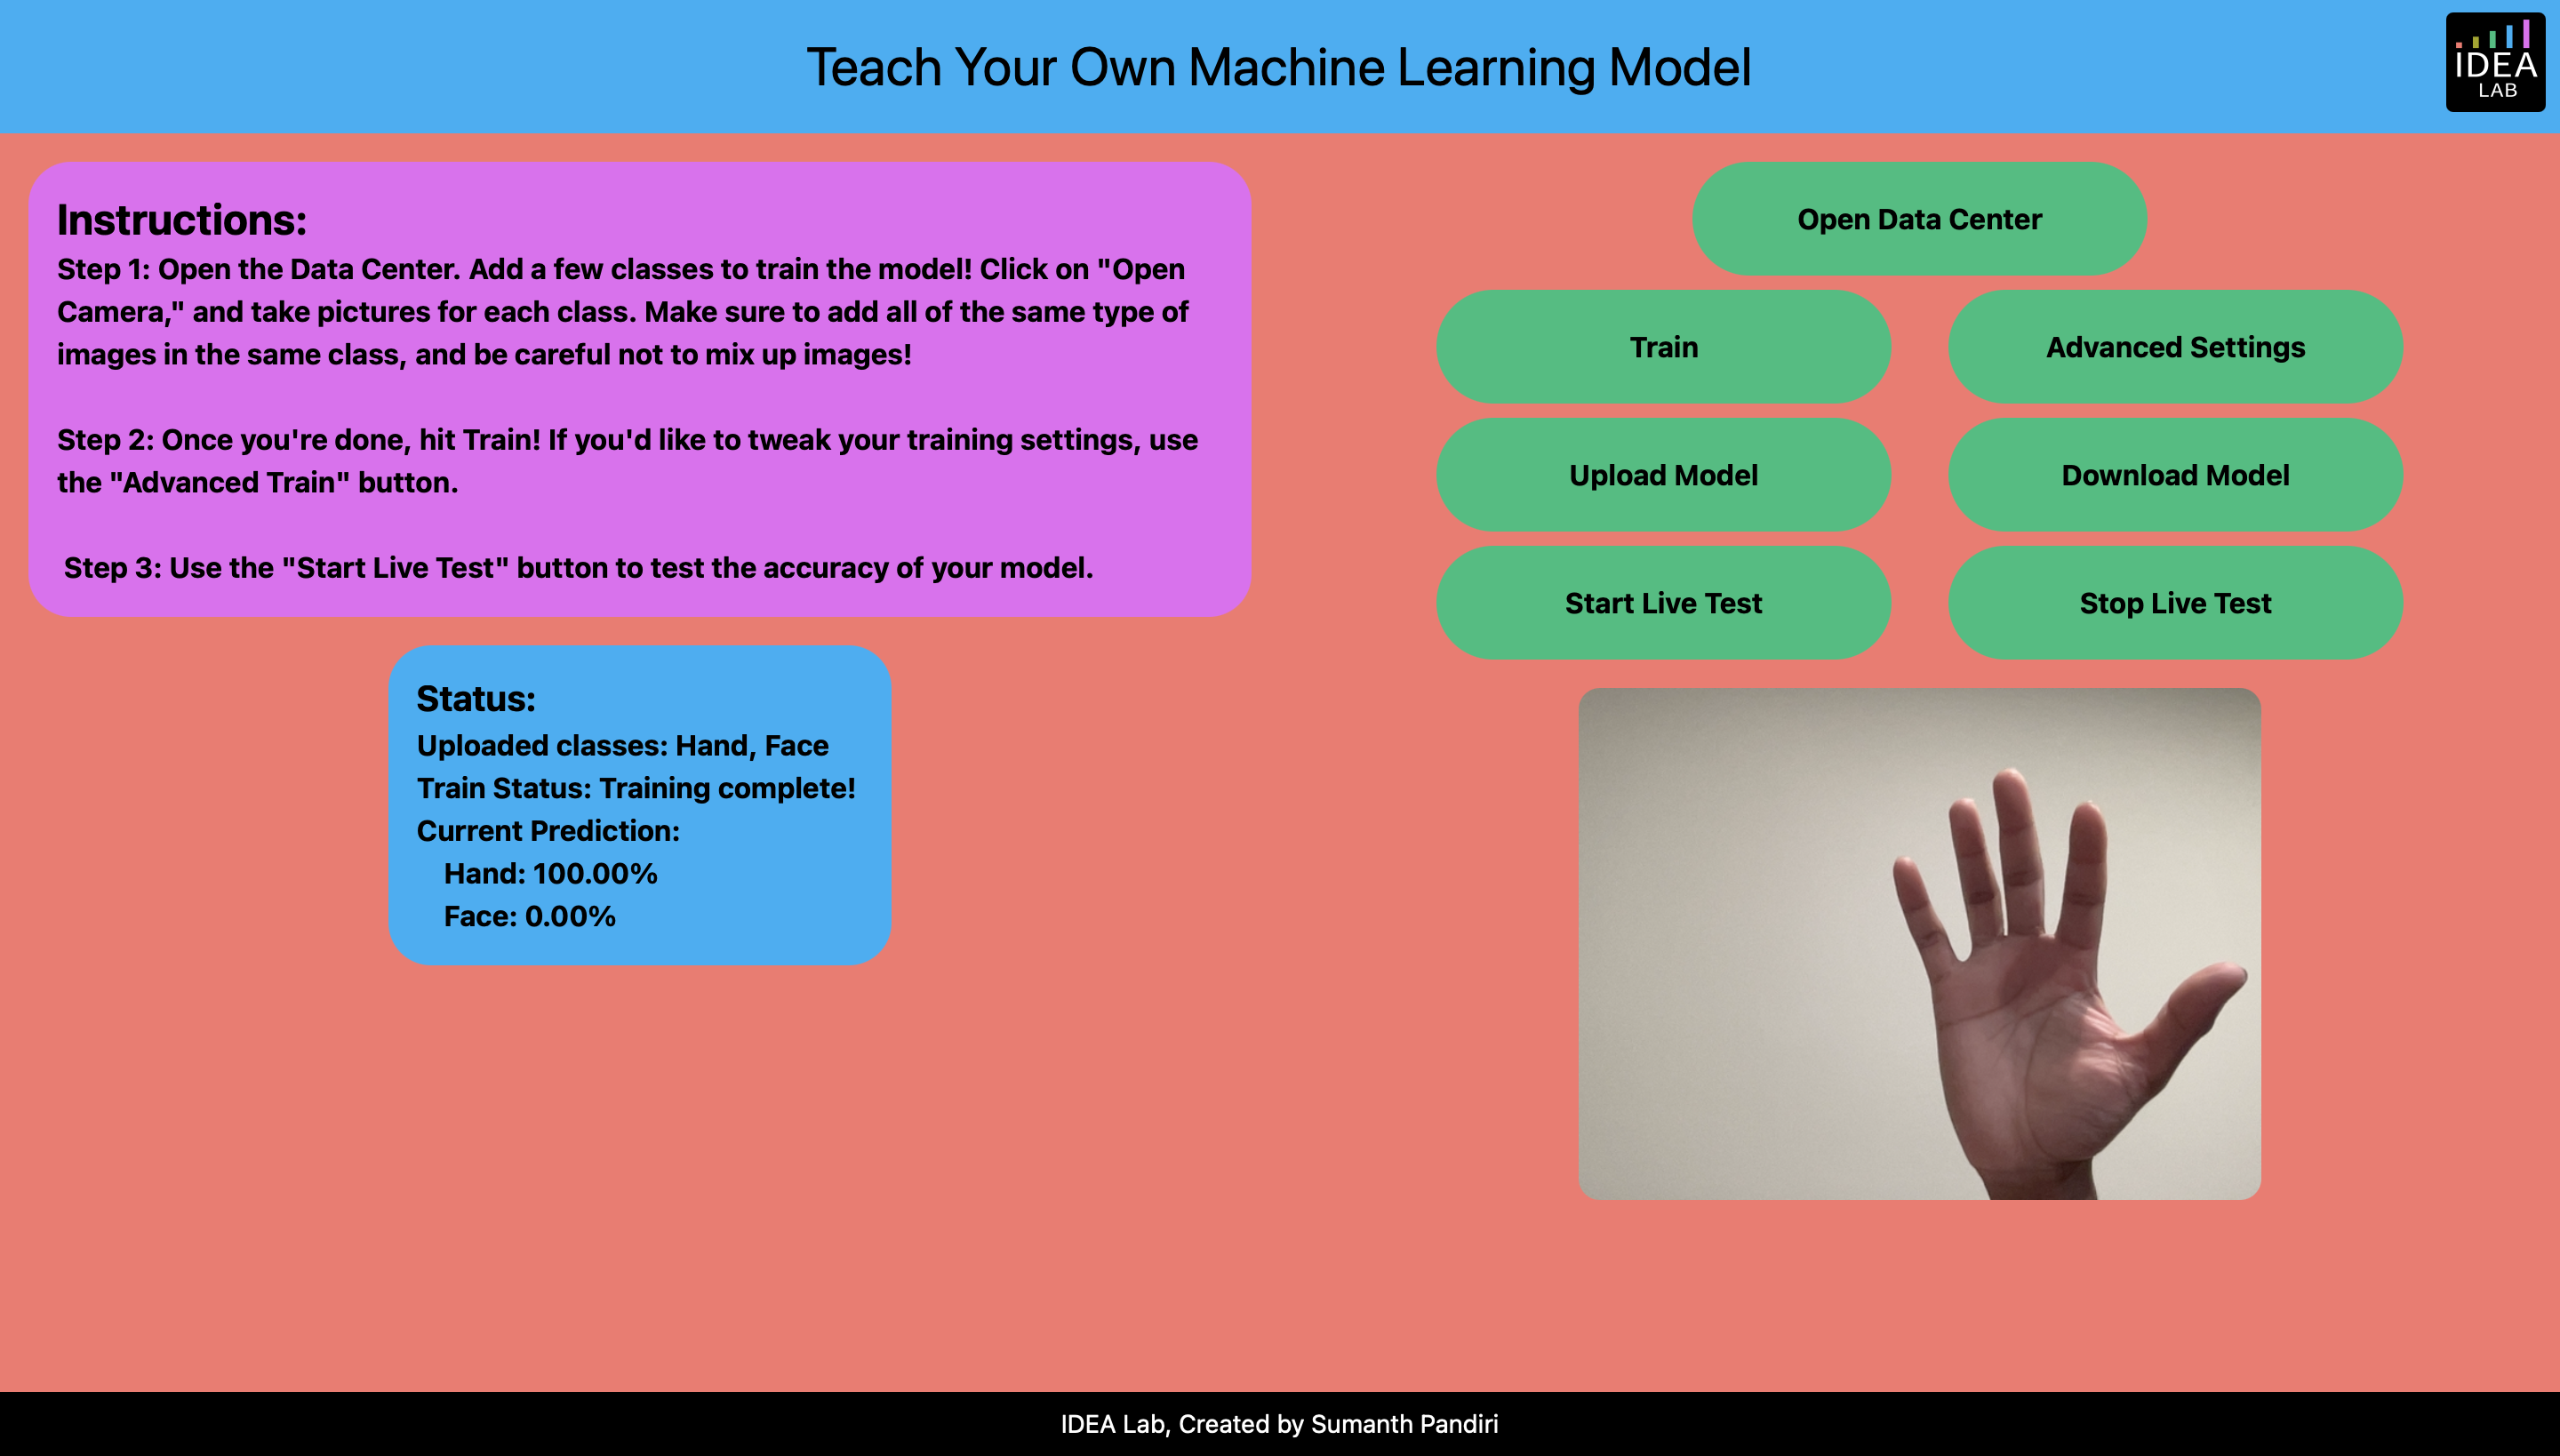 Teach Your Own Machine Learning Model
IDEA
LAB
Instructions:
Step 1: Open the Data Center. Add a few classes to train the model! Click on "Open
Camera," and take pictures for each class. Make sure to add all of the same type of
images in the same class, and be careful not to mix up images!
Step 2: Once you're done, hit Train! If you'd like to tweak your training settings, use
the "Advanced Train" button.
Step 3: Use the "Start Live Test" button to test the accuracy of your model.
Status:
Uploaded classes: Hand, Face
Train Status: Training complete!
Current Prediction:
Hand: 100.00%
Face: 0.00%
Open Data Center
Train
Advanced Settings
Upload Model
Download Model
Start Live Test
Stop Live Test
IDEA Lab, Created by Sumanth Pandiri